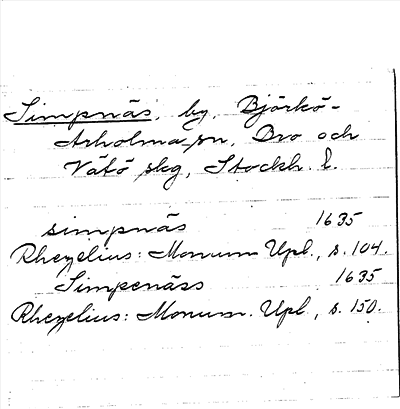 Simpnäs, by, Björkö-
Arholma sn, Bro och
Vätö skg, Stockh. l.
simpnäs 1635
Rhezelius: Monum Upl., s. 104.
Simpenäss 1635
Rhezelius: Monum. Upl., s. 150.